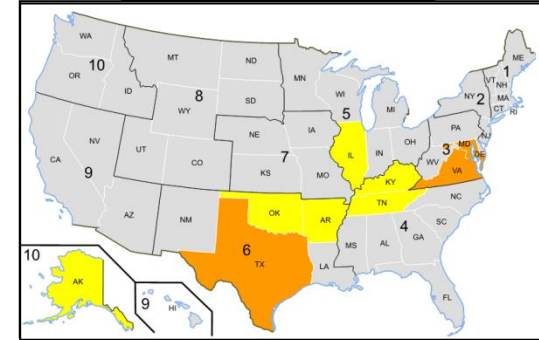 WA
MT
ND
MN
ME
1
VT
NH
10
OR
ID
8
SD
WI
MI
NY
2
MA
CT
RI
WY
5
NV
NE
IA
PA
NJ
9
CA
UT
CO
7
KS
MO
IL
IN
OH
3
MD
DE
WV
VA
KY
AZ
NM
OK
AR
TN
NC
SC
6
TX
MS
AL
GA
4
LA
FL
10
AK
9
HI